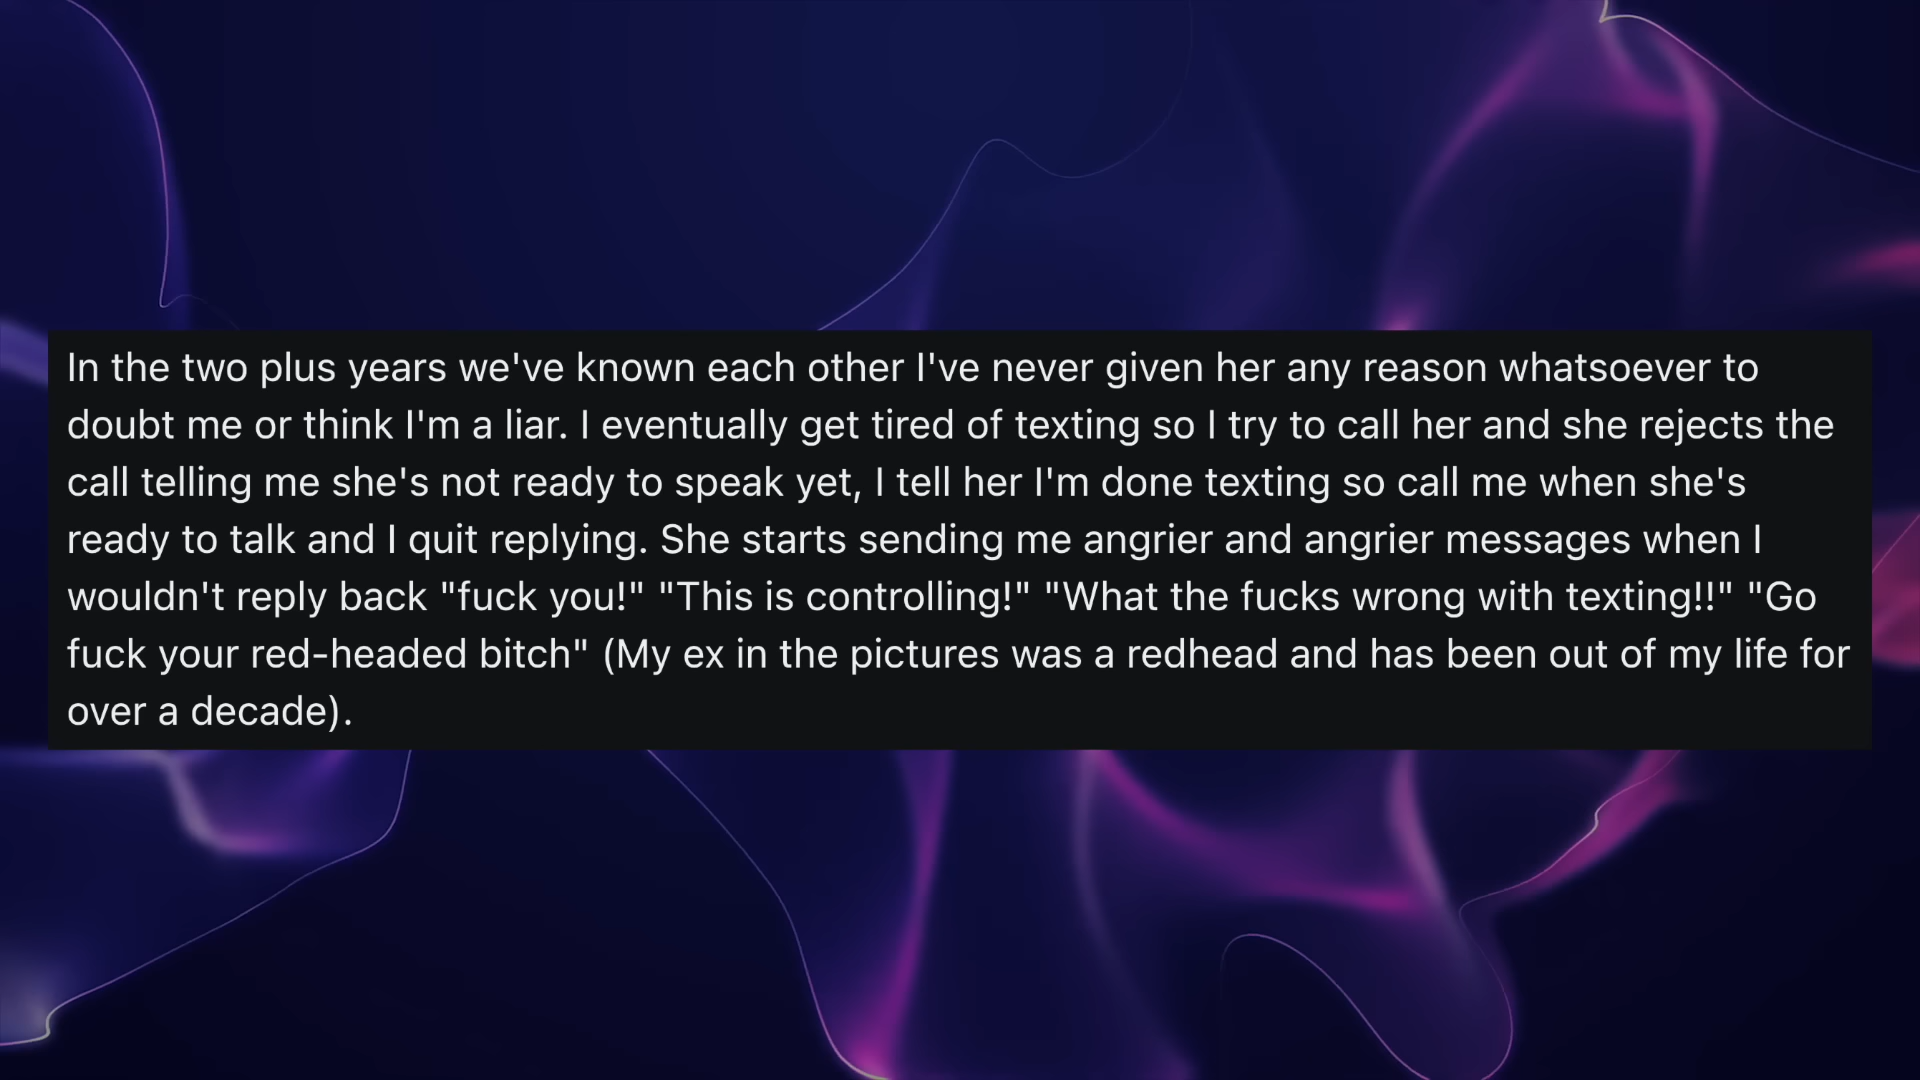 In the two plus years we've known each other I've never given her any reason whatsoever to
doubt me or think I'm a liar. I eventually get tired of texting so I try to call her and she rejects the
call telling me she's not ready to speak yet, I tell her I'm done texting so call me when she's
ready to talk and I quit replying. She starts sending me angrier and angrier messages when I
wouldn't reply back "fuck you!" "This is controlling!" "What the fucks wrong with texting!!" "Go
fuck your red-headed bitch" (My ex in the pictures was a redhead and has been out of my life for
over a decade).